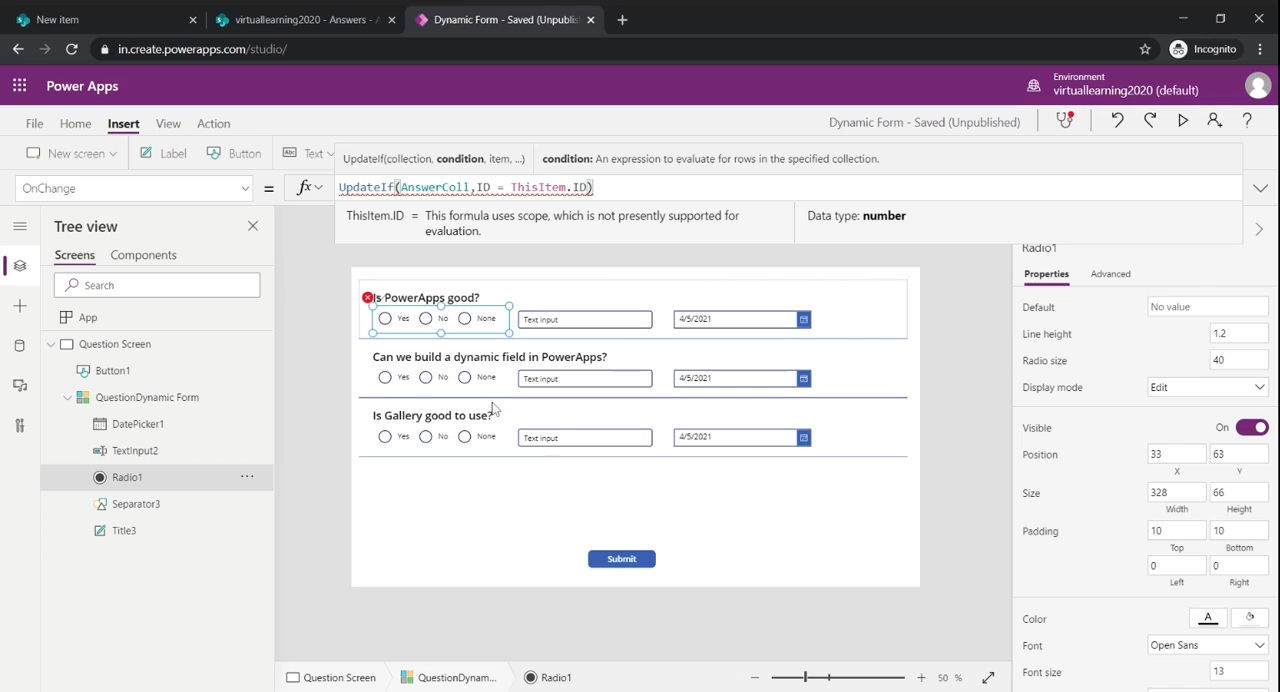 New item
virtuallearning2020 - Answers - A
Dynamic Form - Saved (Unpublis
in.create.powerapps.com/studio/
Incognito
Power Apps
Environment
virtuallearning2020 (default)
File Home Insert View Action
Dynamic Form - Saved (Unpublished)
New screen Label Button Text
UpdateIf(collection, condition, item, ...) condition: An expression to evaluate for rows in the specified collection.
OnChange = fx UpdateIf(AnswerColl,ID = ThisItem.ID)
ThisItem.ID = This formula uses scope, which is not presently supported for evaluation.
Data type: number
Tree view
Screens Components
Search
App
Question Screen
Button1
QuestionDynamic Form
DatePicker1
TextInput2
Radio1
Separator3
Title3
Is PowerApps good?
Yes No None Text input 4/5/2021
Can we build a dynamic field in PowerApps?
Yes No None Text input 4/5/2021
Is Gallery good to use?
Yes No None Text input 4/5/2021
Submit
Radio1
Properties Advanced
Default No value
Line height 1.2
Radio size 40
Display mode Edit
Visible On
Position 33 63
X Y
Size 328 66
Width Height
Padding 10 10
Top Bottom
0 0
Left Right
Color A
Font Open Sans
Font size 13
Question Screen QuestionDynam... Radio1
50 %